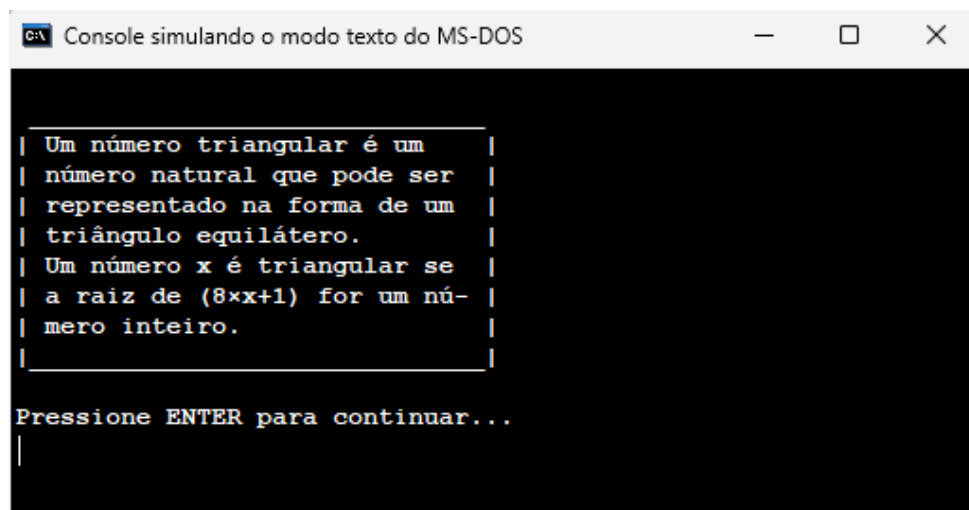 Console simulando o modo texto do MS-DOS
| Um número triangular é um |
| número natural que pode ser |
| representado na forma de um |
| triângulo equilátero. |
| Um número x é triangular se |
| a raiz de (8×x+1) for um nú- |
| mero inteiro. |
|______________________________|
Pressione ENTER para continuar...